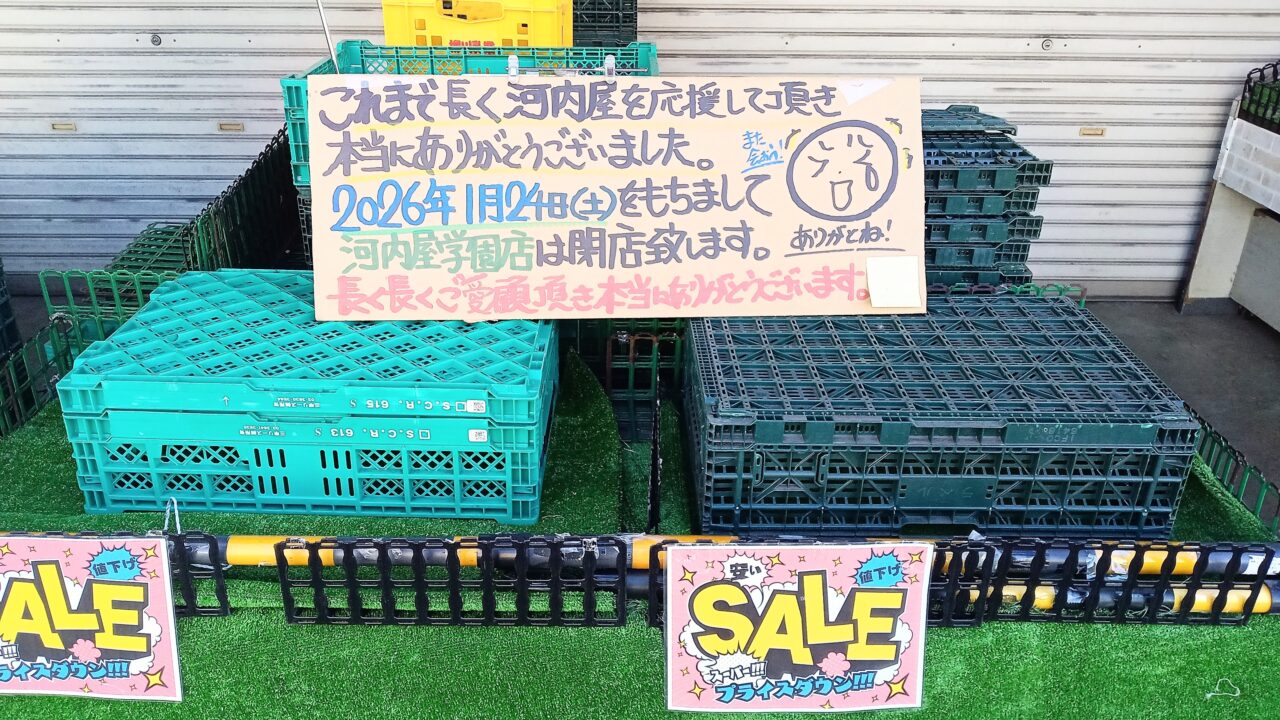 これまで長く河内屋を応援して頂き
本当にありがとうございました。
また
会おう!
2026年1月24日(土)をもちまして
河内屋学園店は閉店致します。
ありがとね!
長く長くご愛顧頂き本当にありがとうございます。
S.C.R. 615
S.C.R. 613
値下げ
SALE
プライスダウン!!!
安い
値下げ
SALE
スーパー!!!
プライスダウン!!!